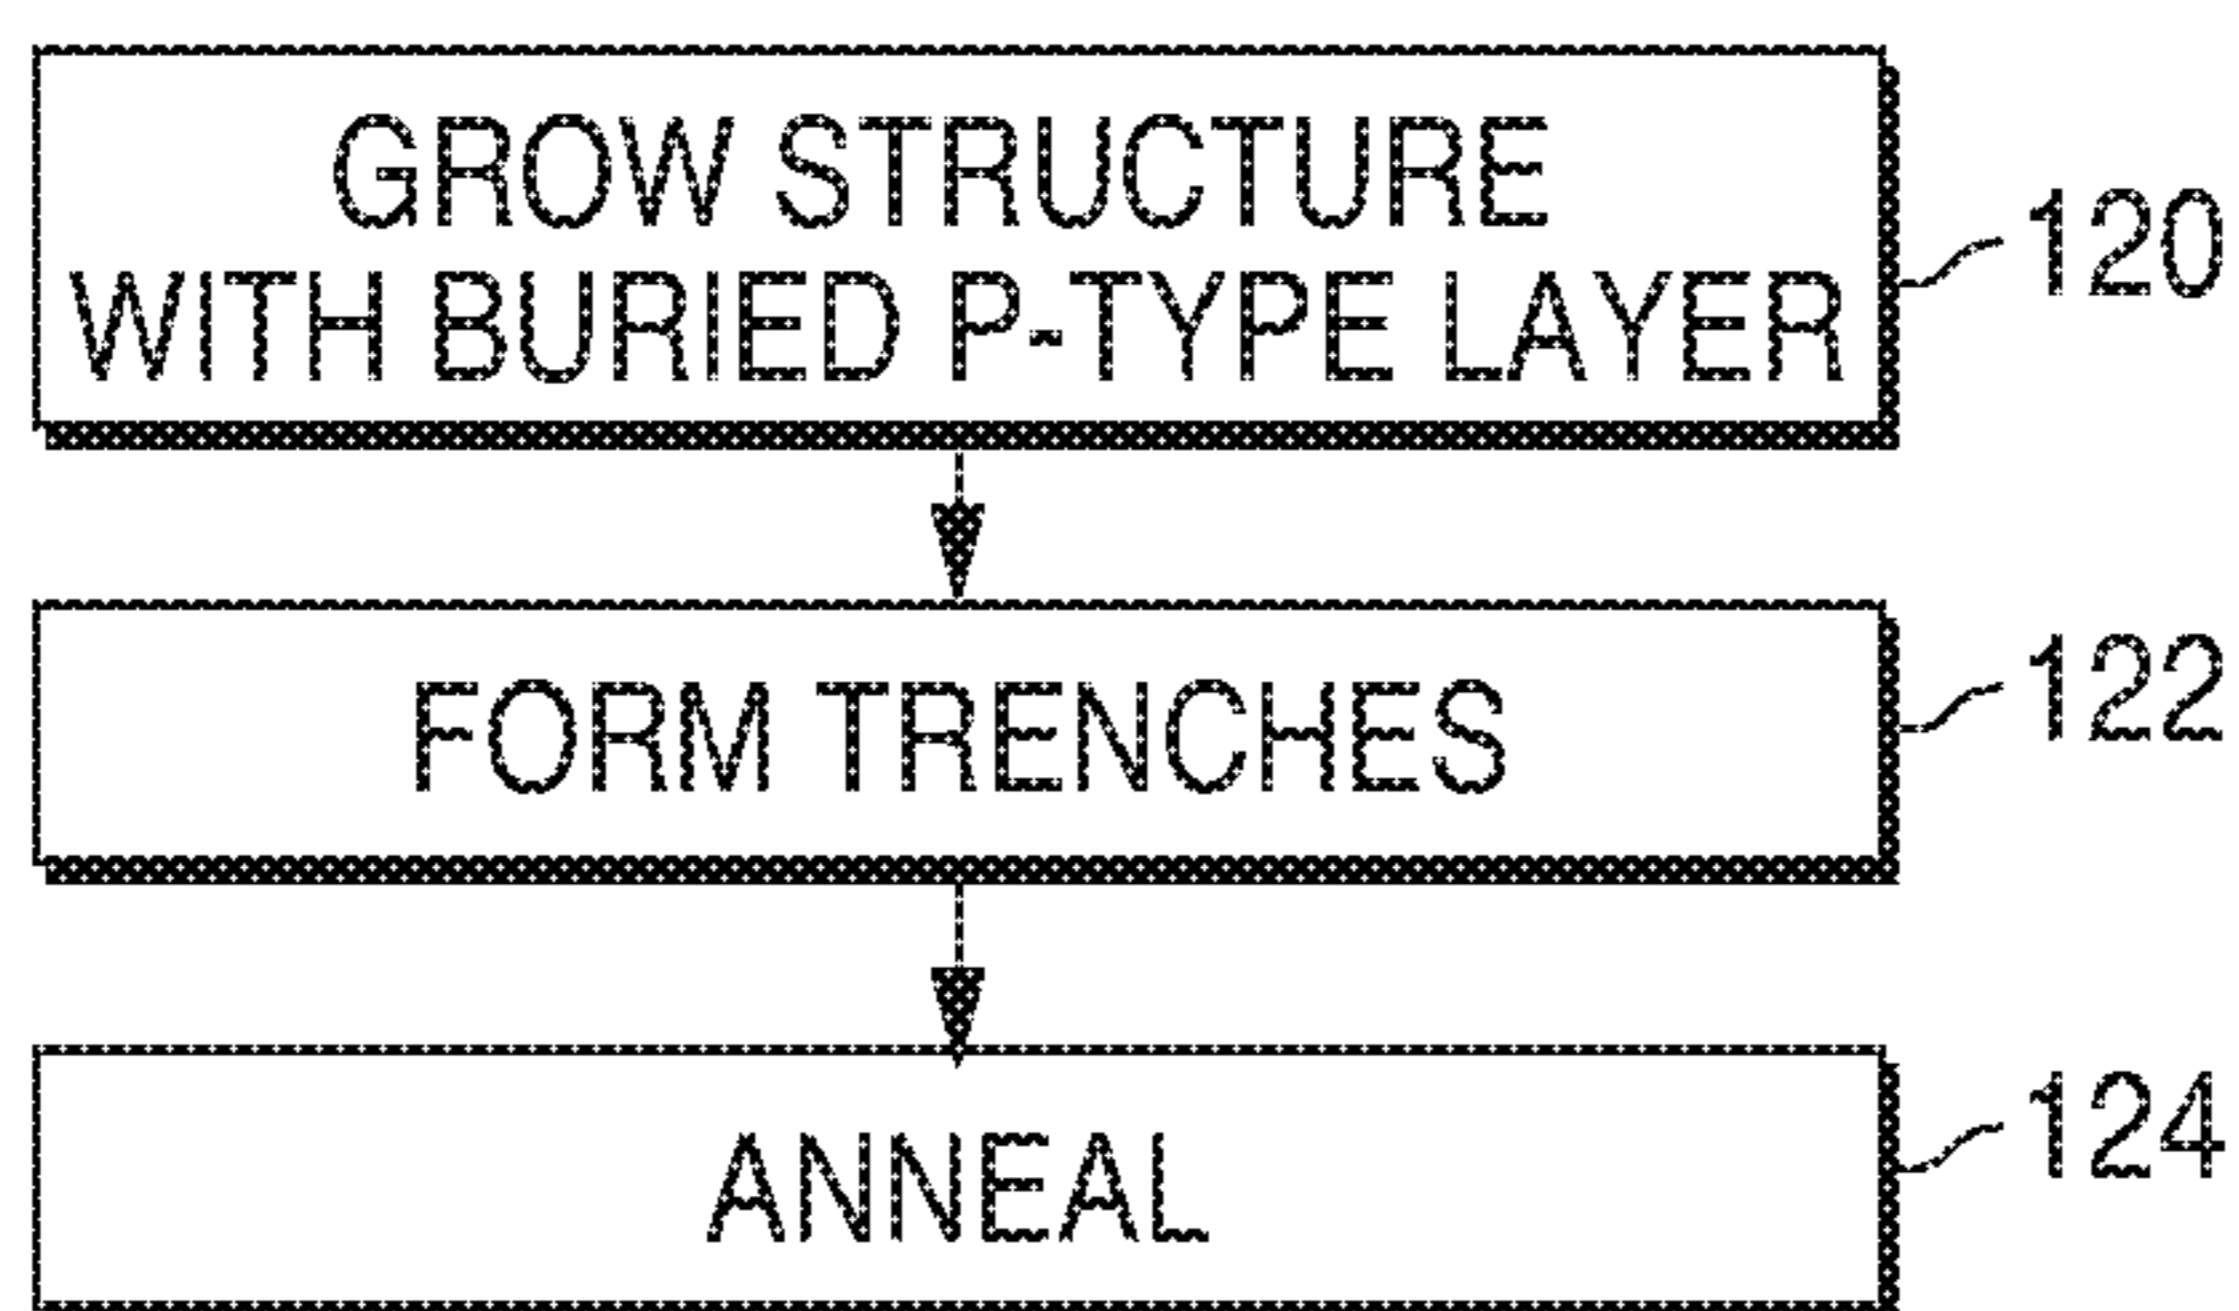 GROW STRUCTURE
WITH BURIED P-TYPE LAYER
120
FORM TRENCHES
122
ANNEAL
124